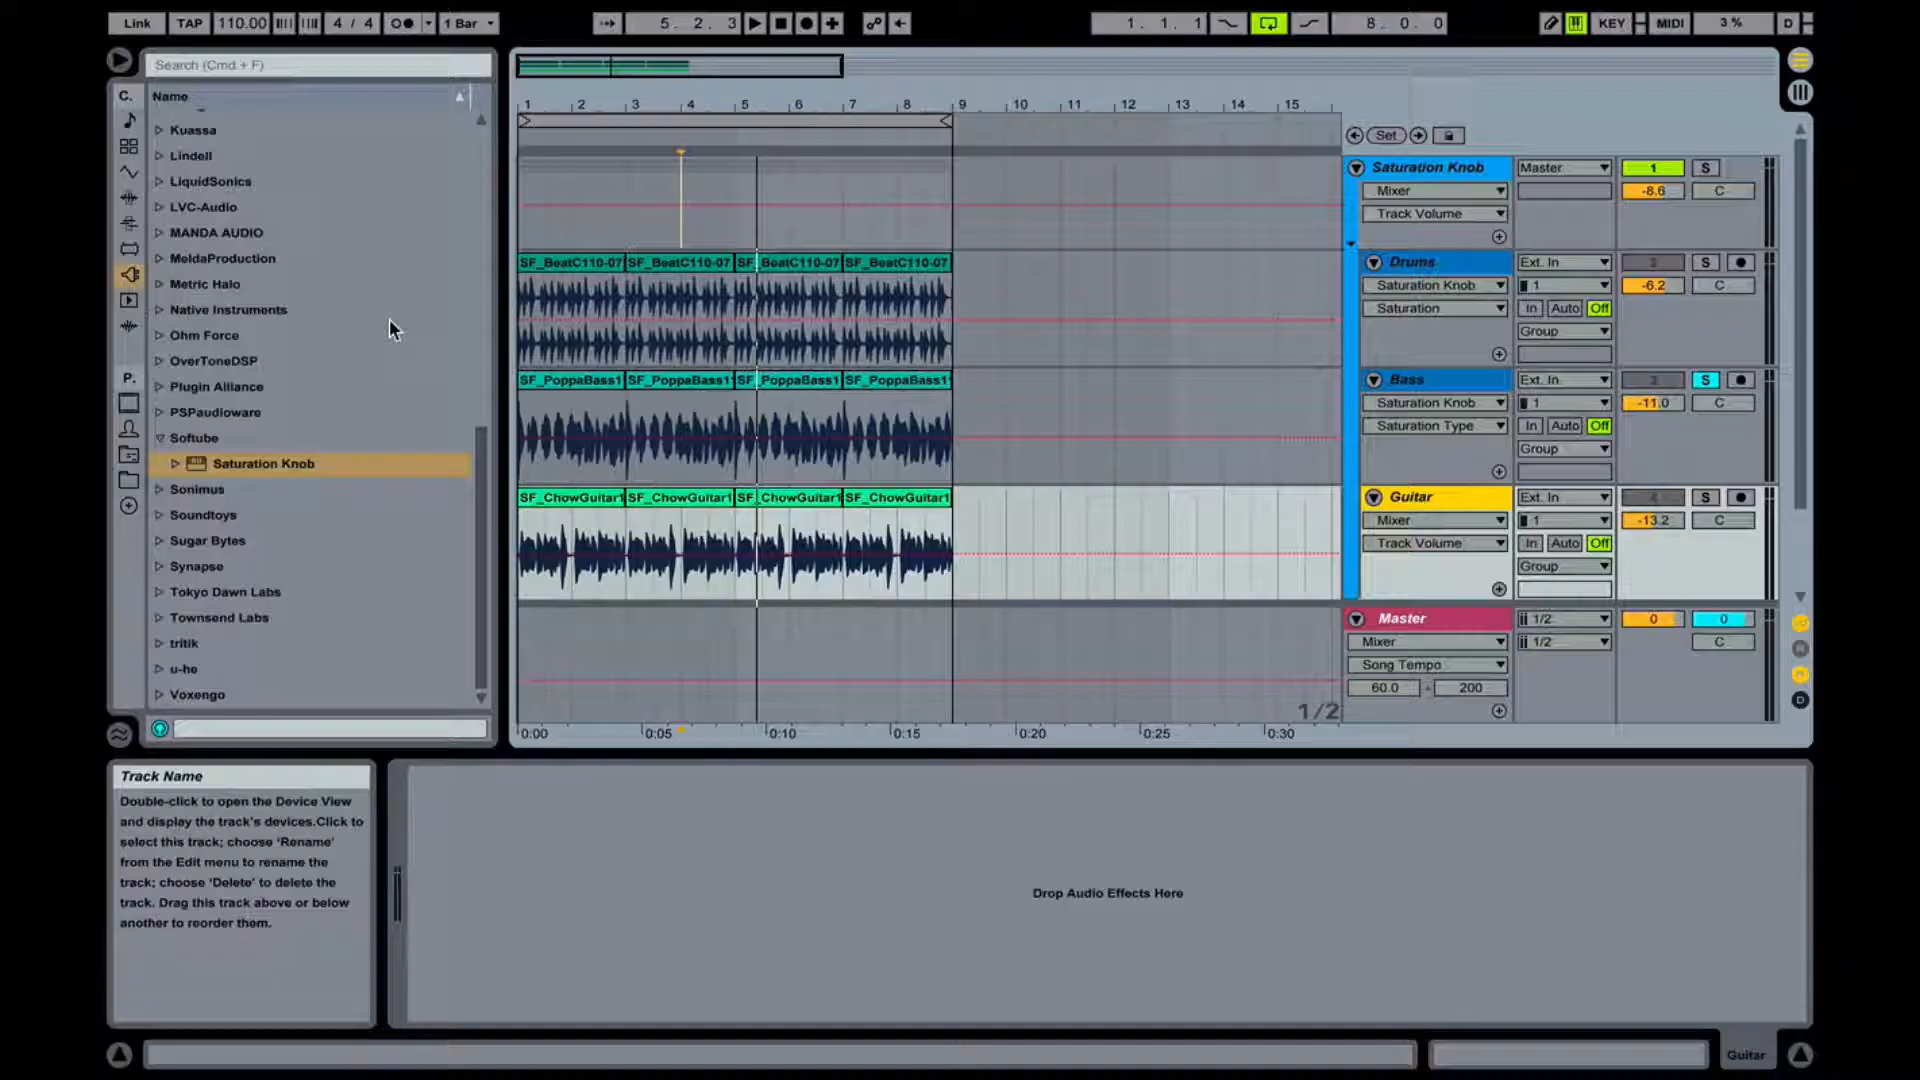 Link TAP 110.00 4 / 4 1 Bar 5. 2. 3 1. 1. 1 8. 0. 0 KEY MIDI 3 % D
Search (Cmd + F)
C. Name
Kuassa
Lindell
LiquidSonics
LVC-Audio
MANDA AUDIO
MeldaProduction
Metric Halo
Native Instruments
Ohm Force
OverToneDSP
P.
Plugin Alliance
PSPaudioware
Softube
Saturation Knob
Sonimus
Soundtoys
Sugar Bytes
Synapse
Tokyo Dawn Labs
Townsend Labs
tritik
u-he
Voxengo
1 2 3 4 5 6 7 8 9 10 11 12 13 14 15
Set
Saturation Knob Master 1 S
Mixer -8.6 C
Track Volume
SF_BeatC110-07 SF_BeatC110-07 SF_BeatC110-07 SF_BeatC110-07
Drums Ext. In S
Saturation Knob 1 -6.2 C
Saturation In Auto Off
Group
SF_PoppaBass1 SF_PoppaBass1 SF_PoppaBass1 SF_PoppaBass1
Bass Ext. In S
Saturation Knob 1 -11.0 C
Saturation Type In Auto Off
Group
SF_ChowGuitar1 SF_ChowGuitar1 SF_ChowGuitar1 SF_ChowGuitar1
Guitar Ext. In 4 S
Mixer 1 -13.2 C
Track Volume In Auto Off
Group
Master 1/2 0 0
Mixer 1/2 C
Song Tempo
60.0 - 200
1/2
0:00 0:05 0:10 0:15 0:20 0:25 0:30
D
Track Name
Double-click to open the Device View
and display the track's devices.Click to
select this track; choose 'Rename'
from the Edit menu to rename the
track; choose 'Delete' to delete the
track. Drag this track above or below
another to reorder them.
Drop Audio Effects Here
Guitar